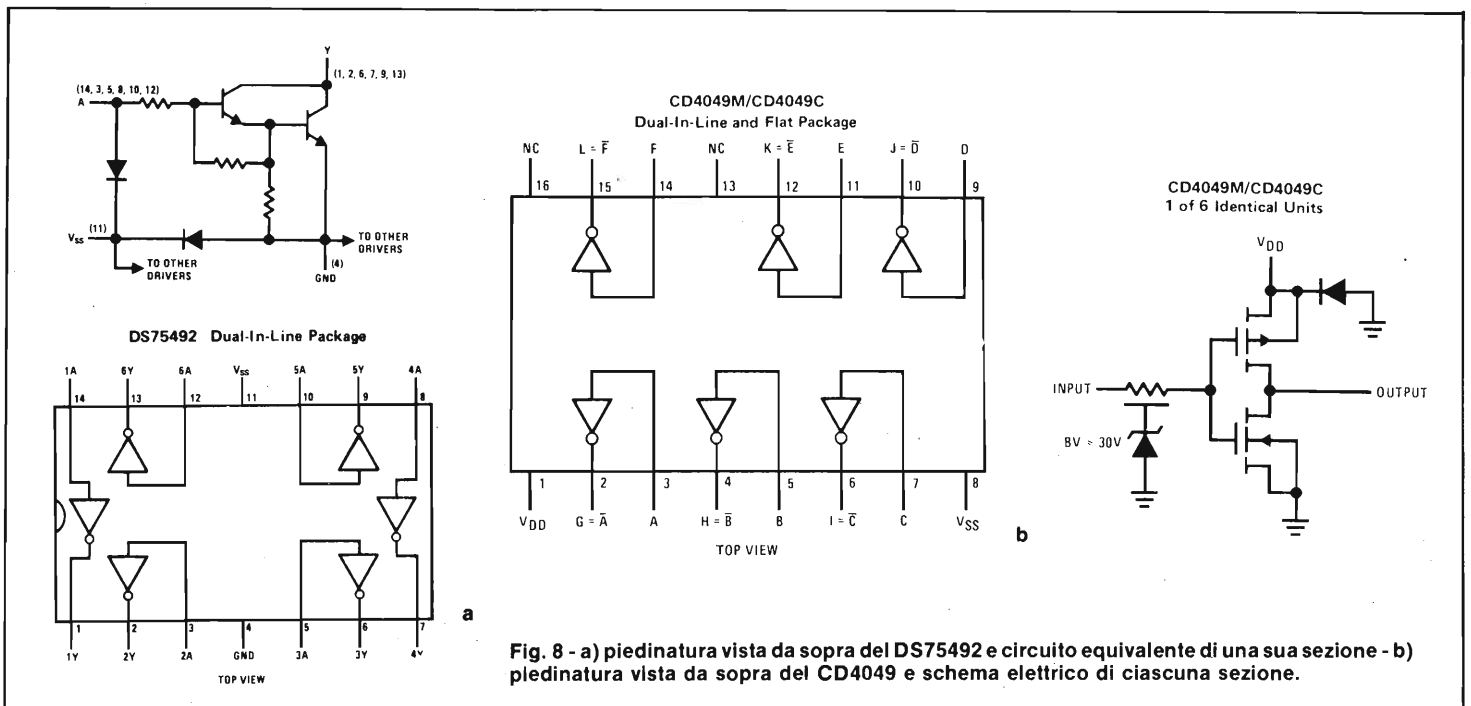 Y
(1, 2, 6, 7, 9, 13)
(14, 3, 5, 8, 10, 12)
A
VSS (11)
TO OTHER
DRIVERS
TO OTHER
DRIVERS
(4)
GND
DS75492 Dual-In-Line Package
1A 6Y 6A VSS 5A 5Y 4A
14 13 12 11 10 9 8
1 2 3 4 5 6 7
1Y 2Y 2A GND 3A 3Y 4Y
TOP VIEW
a
CD4049M/CD4049C
Dual-In-Line and Flat Package
NC L = F̅ F NC K = E̅ E J = D̅ D
16 15 14 13 12 11 10 9
1 2 3 4 5 6 7 8
VDD G = A̅ A H = B̅ B I = C̅ C VSS
TOP VIEW
b
CD4049M/CD4049C
1 of 6 Identical Units
VDD
INPUT
OUTPUT
BV ≈ 30V
Fig. 8 - a) piedinatura vista da sopra del DS75492 e circuito equivalente di una sua sezione - b)
piedinatura vista da sopra del CD4049 e schema elettrico di ciascuna sezione.